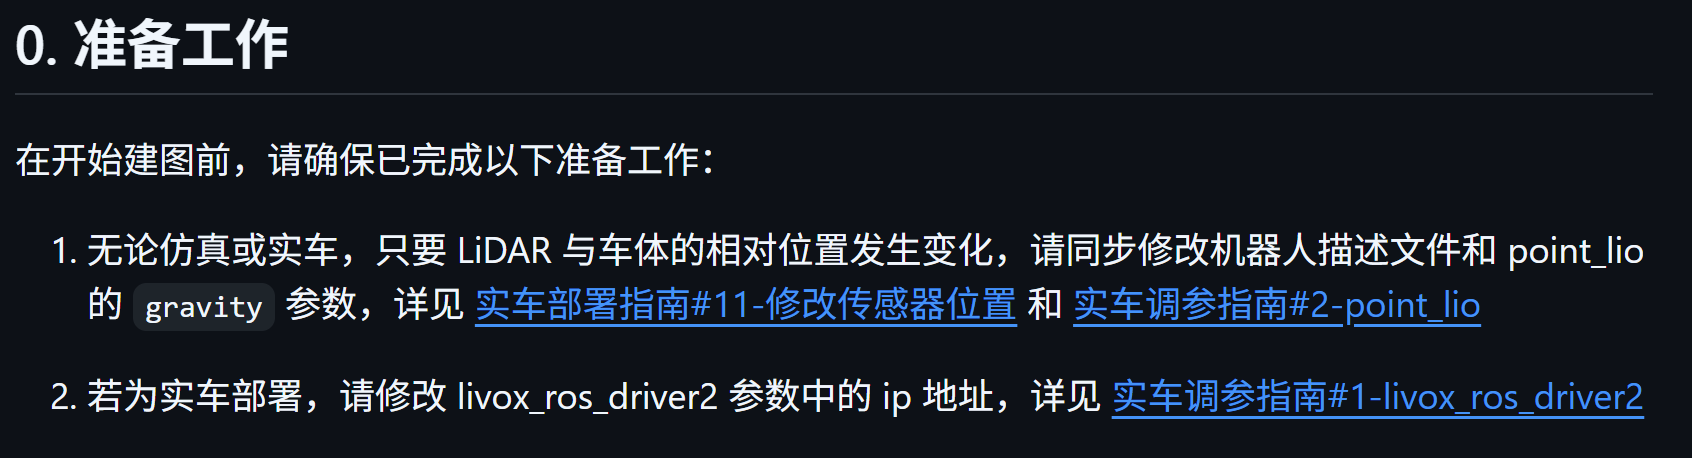 0. 准备工作
在开始建图前，请确保已完成以下准备工作：
1. 无论仿真或实车，只要 LiDAR 与车体的相对位置发生变化，请同步修改机器人描述文件和 point_lio
的 gravity 参数，详见 实车部署指南#11-修改传感器位置 和 实车调参指南#2-point_lio
2. 若为实车部署，请修改 livox_ros_driver2 参数中的 ip 地址，详见 实车调参指南#1-livox_ros_driver2